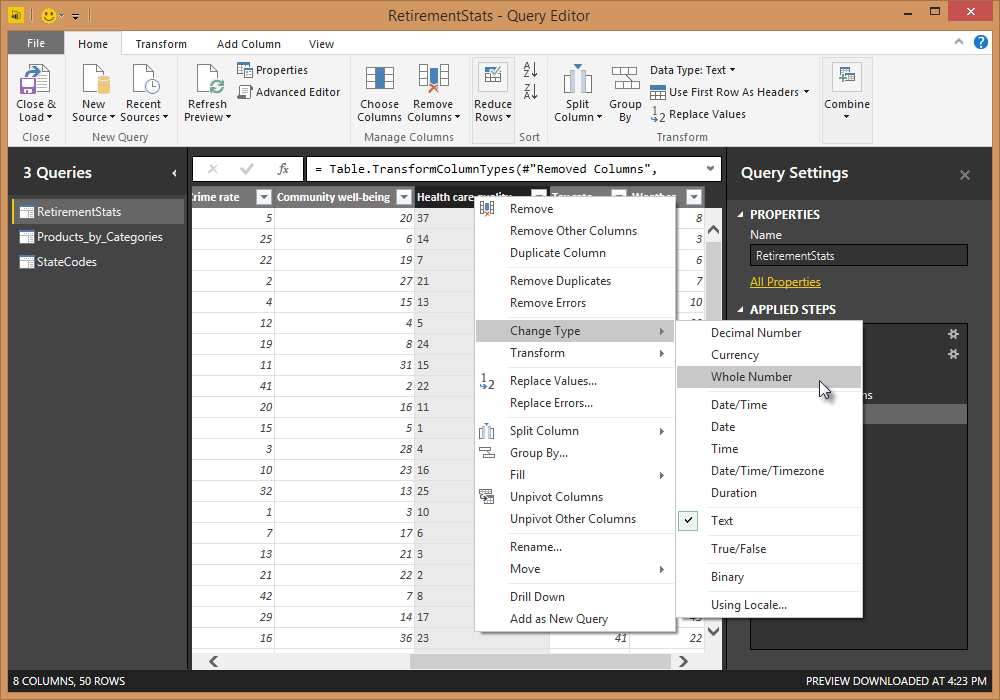 RetirementStats - Query Editor
File Home Transform Add Column View
Close & Load
New Source
Recent Sources
Refresh Preview
Properties
Advanced Editor
Choose Columns
Remove Columns
Reduce Rows
A Z
Z A
Split Column
Group By
Data Type: Text
Use First Row As Headers
1 2 Replace Values
Combine
Close New Query Manage Columns Sort Transform
3 Queries
RetirementStats
Products_by_Categories
StateCodes
fx = Table.TransformColumnTypes(#"Removed Columns",
rime rate Community well-being Health care quality
5 20 37 8
25 6 14 3
22 19 7 6
2 27 21 7
4 15 13 10
12 4 5
19 8 24
11 31 15
41 2 22
20 16 11
15 5 1
3 28 4
10 23 16
32 13 25
1 3 10
7 17 6
13 21 3
21 22 2
42 7 8
29 14 17
16 36 23 41 22
Remove
Remove Other Columns
Duplicate Column
Remove Duplicates
Remove Errors
Change Type
Transform
1 2 Replace Values...
Replace Errors...
Split Column
Group By...
Fill
Unpivot Columns
Unpivot Other Columns
Rename...
Move
Drill Down
Add as New Query
Decimal Number
Currency
Whole Number
Date/Time
Date
Time
Date/Time/Timezone
Duration
Text
True/False
Binary
Using Locale...
Query Settings
PROPERTIES
Name
RetirementStats
All Properties
APPLIED STEPS
ns
8 COLUMNS, 50 ROWS
PREVIEW DOWNLOADED AT 4:23 PM